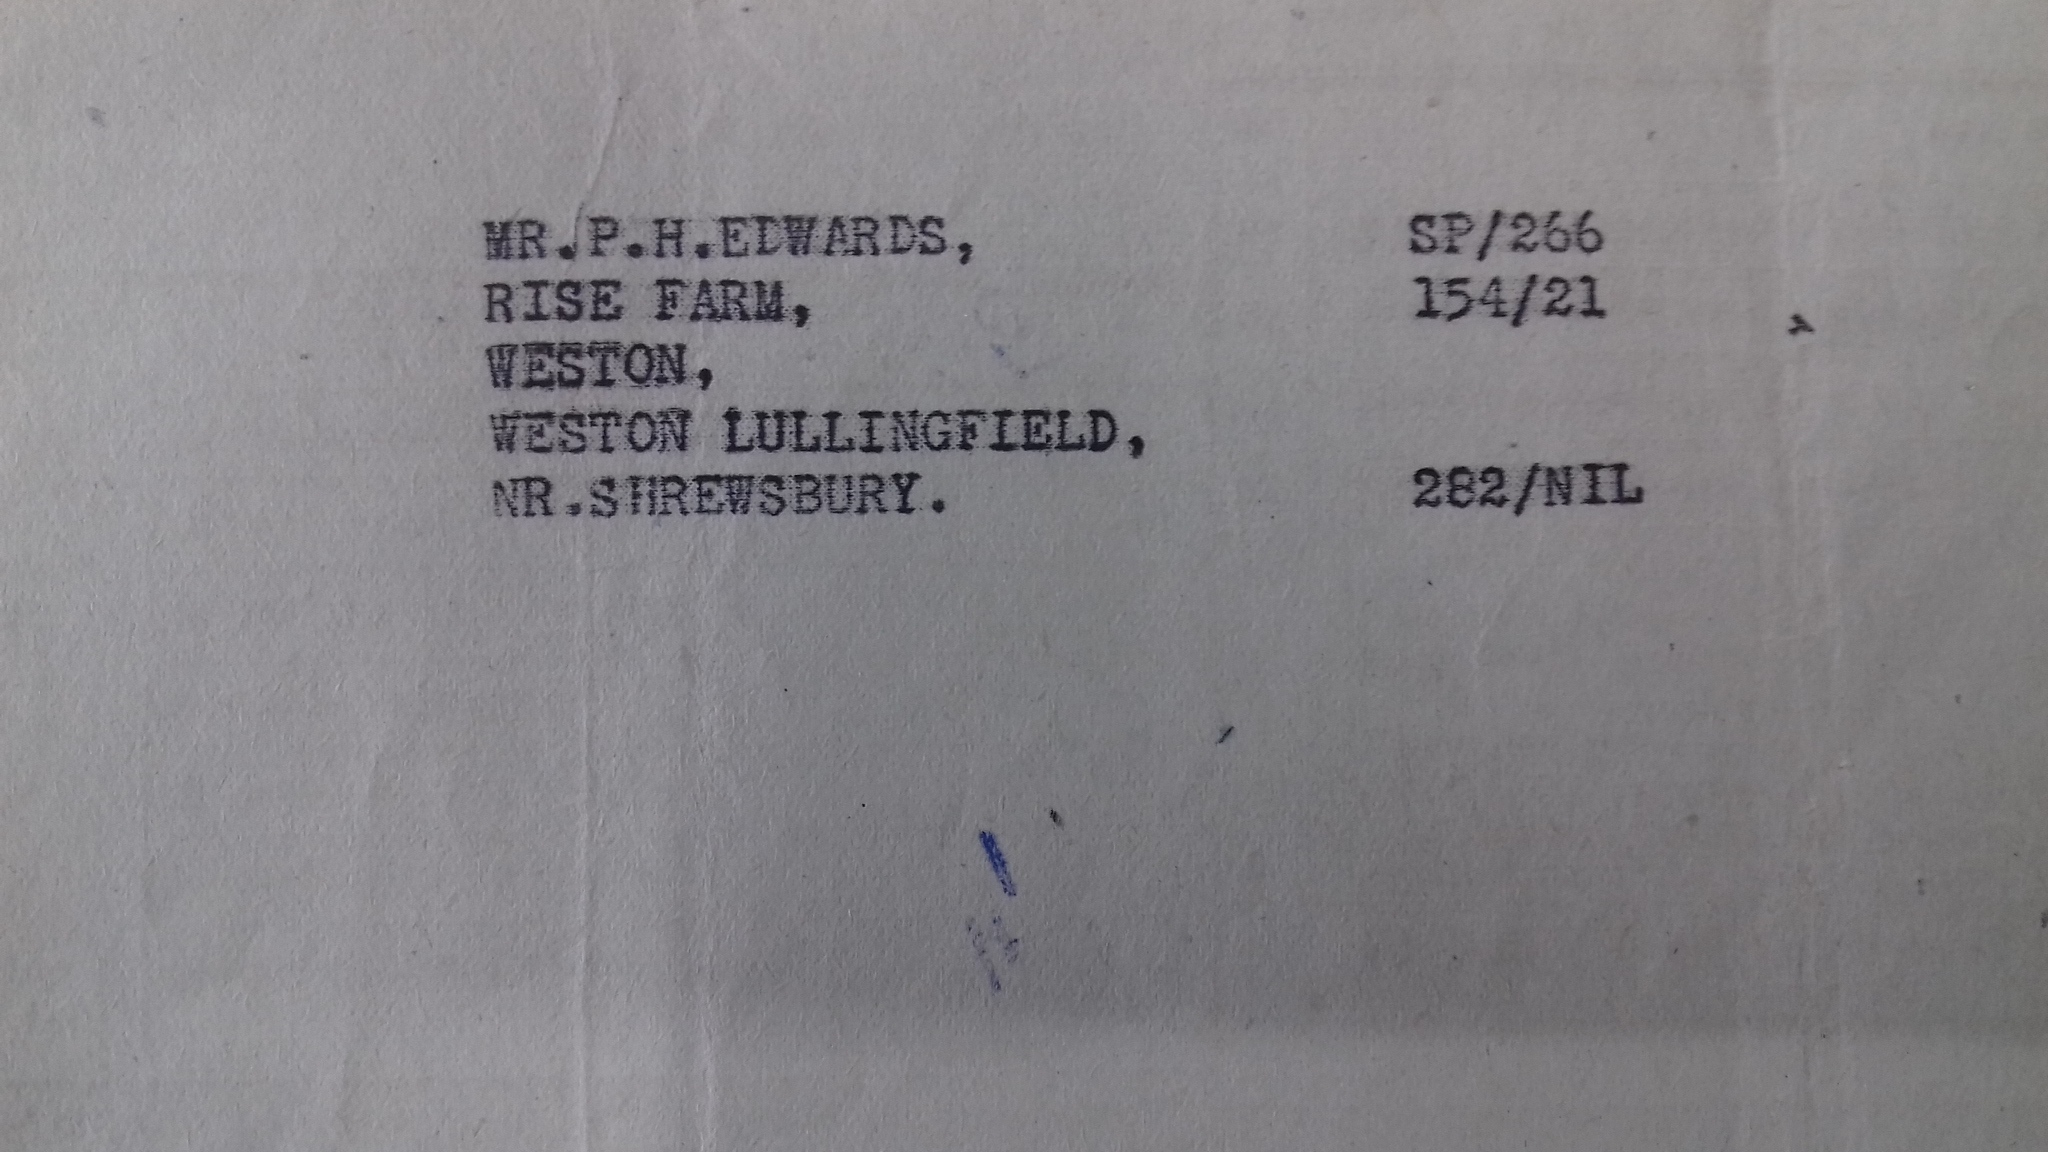 MR.P.H.EDWARDS, SP/266
RISE FARM, 154/21
WESTON,
WESTON LULLINGFIELD,
NR.SHREWSBURY. 282/NIL